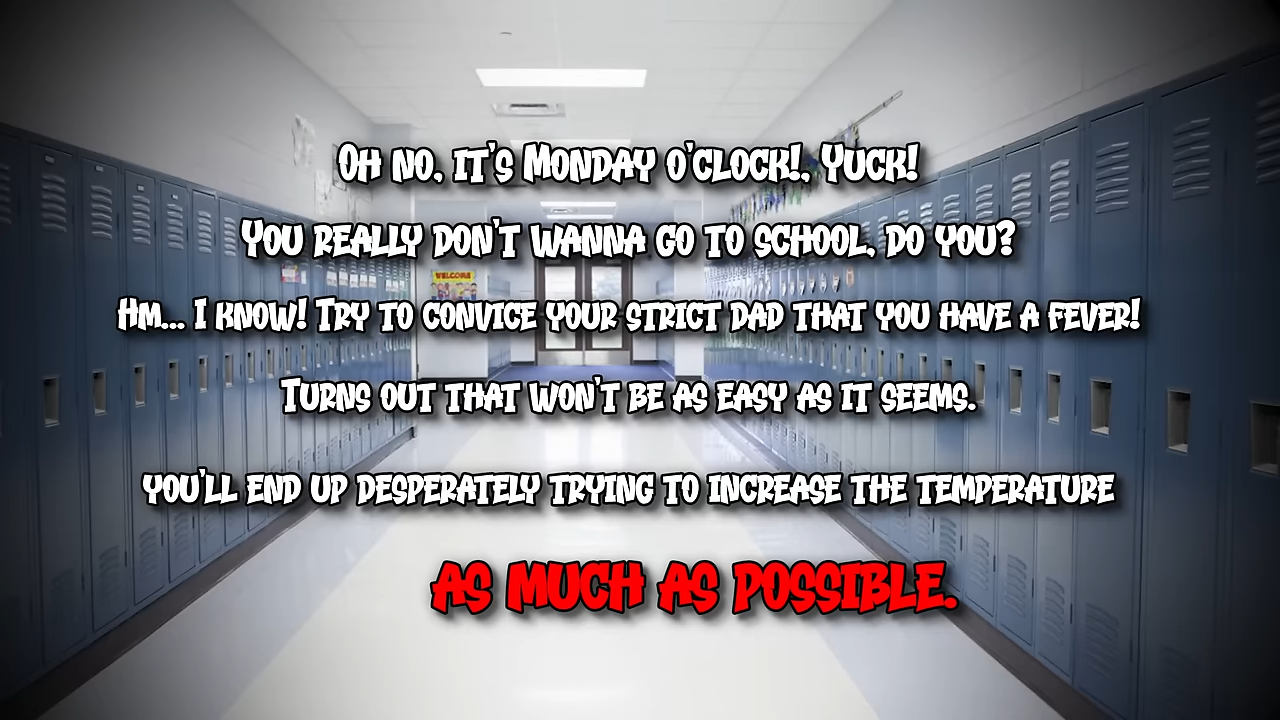 Oh no, it's Monday o'clock!, Yuck!
You really don't wanna go to school, do you?
WELCOME
Hm... I know! Try to convice your strict dad that you have a fever!
Turns out that won't be as easy as it seems.
you'll end up desperately trying to increase the temperature
as much as possible.